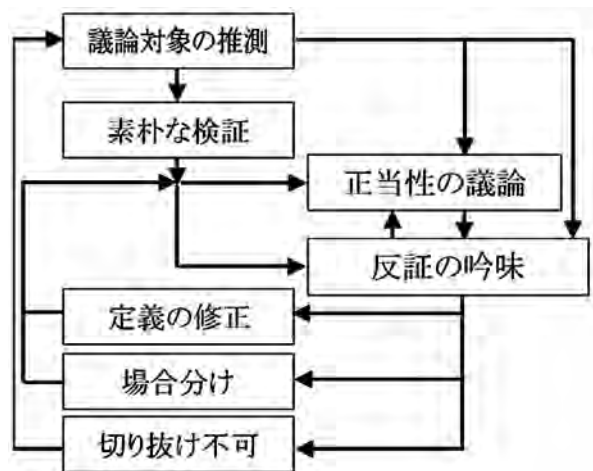 議論対象の推測
素朴な検証
正当性の議論
反証の吟味
定義の修正
場合分け
切り抜け不可